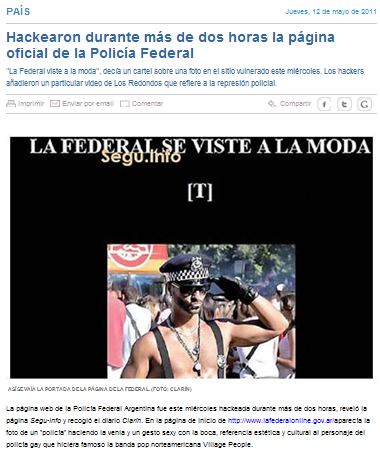 PAÍS
Jueves, 12 de mayo de 2011
Hackearon durante más de dos horas la página
oficial de la Policía Federal
"La Federal viste a la moda", decía un cartel sobre una foto en el sitio vulnerado este miércoles. Los hackers
añadieron un particular video de Los Redondos que refiere a la represión policial.
Imprimir Enviar por email Comentar Compartir
LA FEDERAL SE VISTE A LA MODA
Segu.Info
[T]
ASÍ SE VAÍA LA PORTADA DE LA PÁGINA DE LA FEDERAL. (FOTO: CLARÍN)
La página web de la Policía Federal Argentina fue este miércoles hackeada durante más de dos horas, reveló la
página Segu-info y recogió el diario Clarín. En la página de inicio de http://www.lafederalonline.gov.ar/aparecía la
foto de un "policía" haciendo la venia y un gesto sexy con la boca, referencia estética y cultural al personaje del
policía gay que hiciera famoso la banda pop norteamericana Village People.